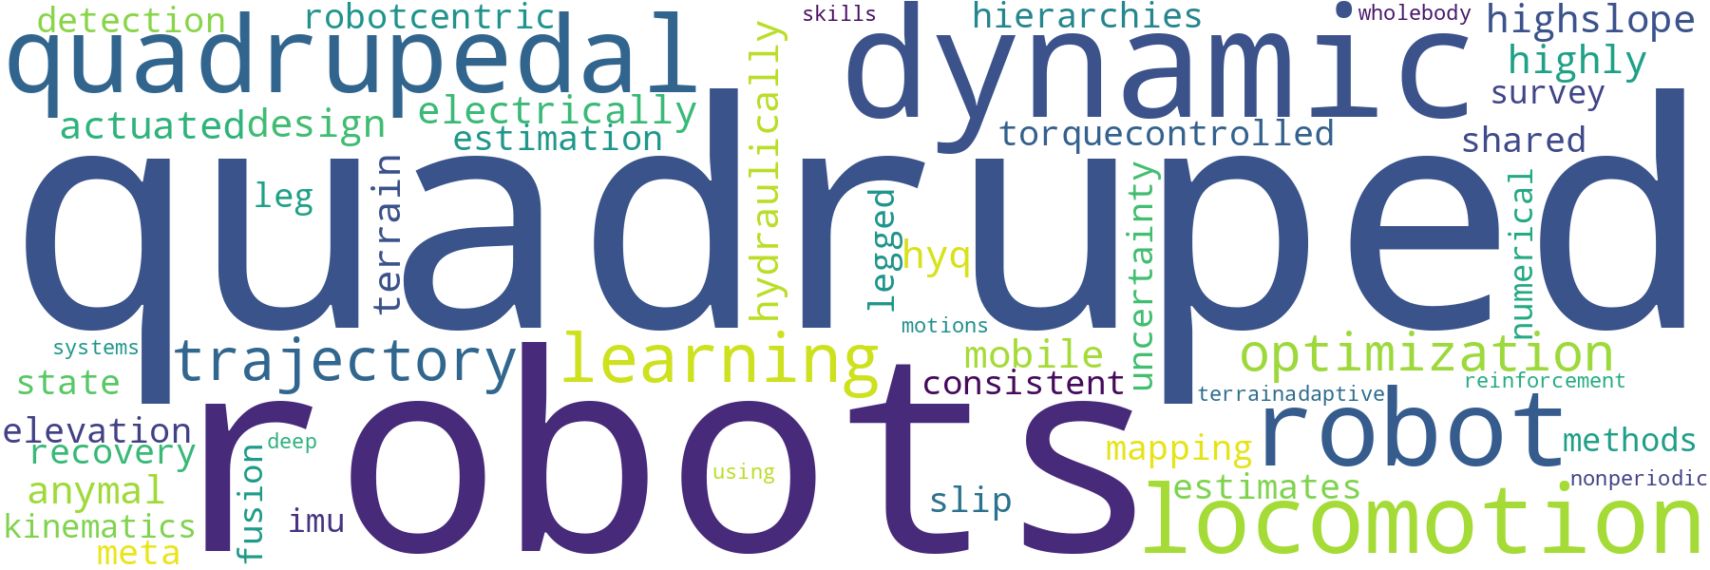 detection
robotcentric
skills
hierarchies
wholebody
highslope
quadrupedal
dynamic
highly
survey
actuated
design
electrically
estimation
hydraulically
torquecontrolled
shared
quadruped
leg
terrain
legged
hyq
uncertainty
numerical
motions
systems
trajectory
learning
mobile
optimization
state
consistent
terrainadaptive
reinforcement
elevation
robots
robot
recovery
deep
fusion
using
mapping
methods
anymal
slip
estimates
nonperiodic
kinematics
imu
locomotion
meta